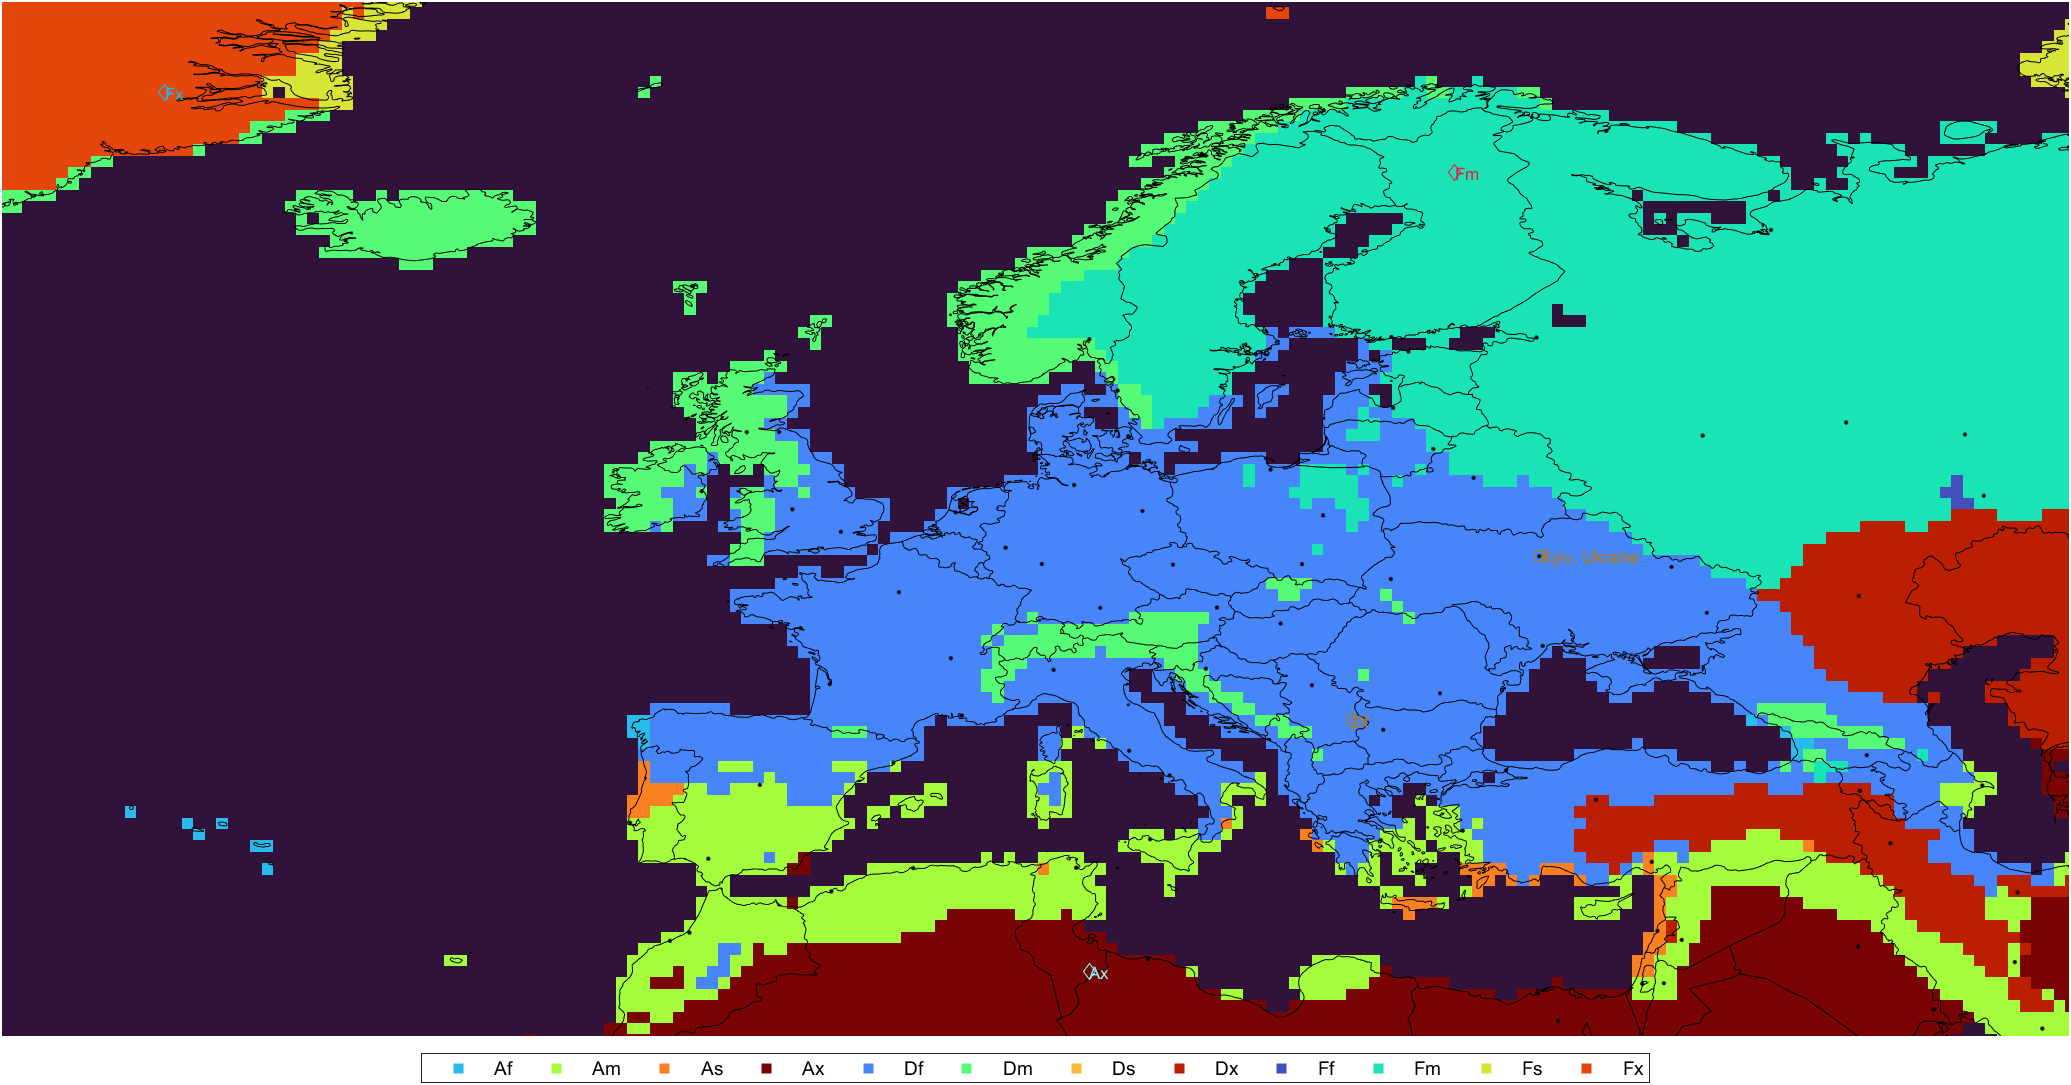 Fx
Fm
Kyiv, Ukraine
Df
Ax
Af Am As Ax Df Dm Ds Dx Ff Fm Fs Fx